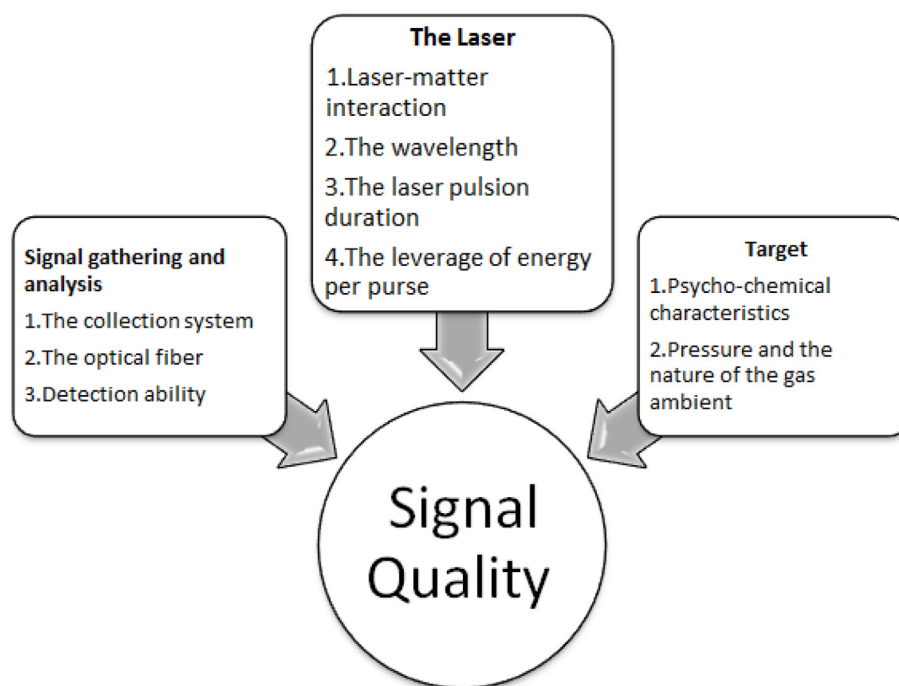 The Laser
1.Laser-matter
interaction
2.The wavelength
3.The laser pulsion
duration
4.The leverage of energy
per purse
Signal gathering and
analysis
1.The collection system
2.The optical fiber
3.Detection ability
Target
1.Psycho-chemical
characteristics
2.Pressure and the
nature of the gas
ambient
Signal
Quality